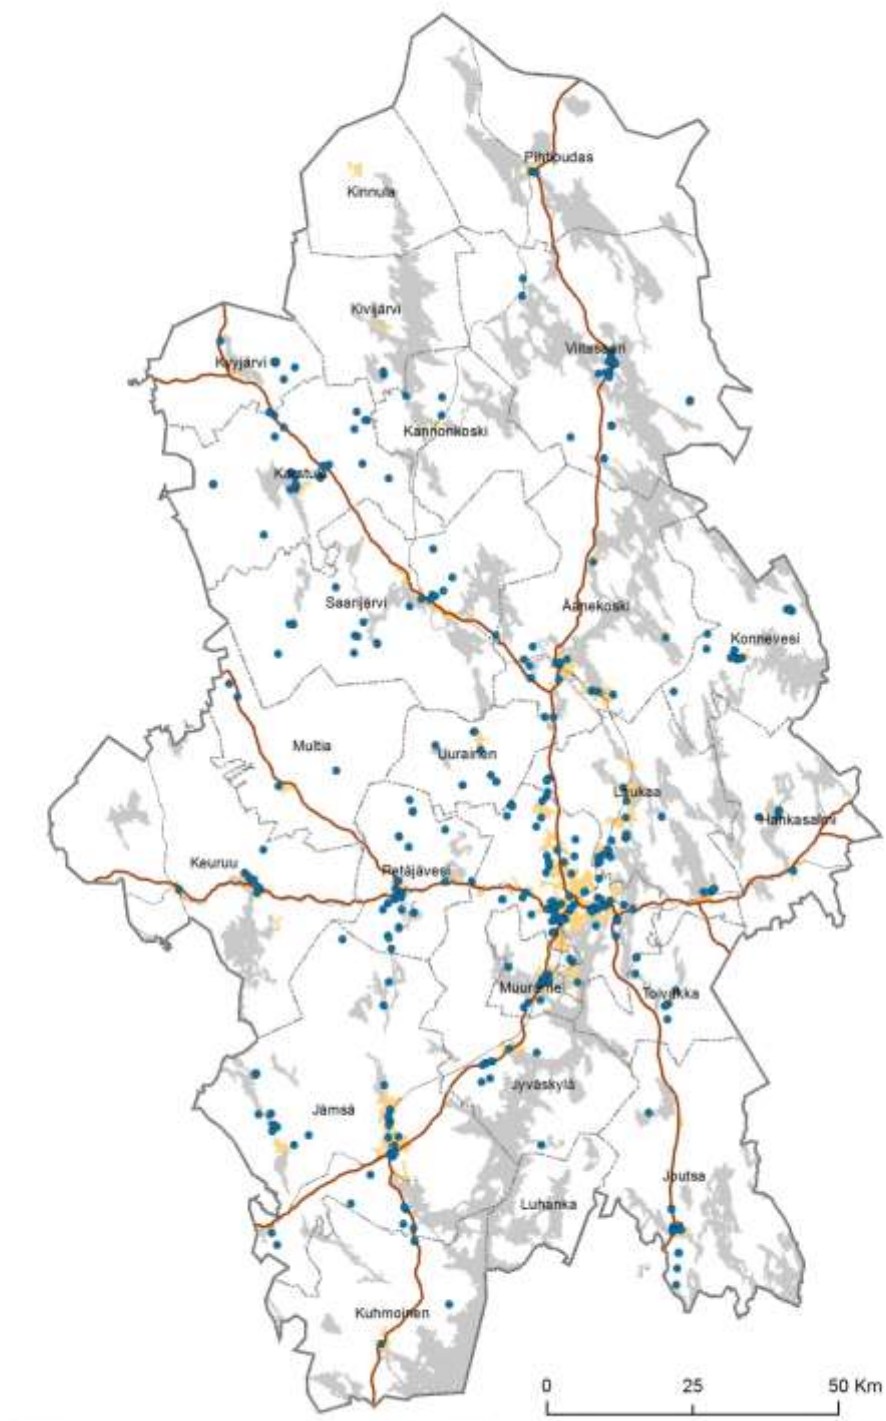 Pihtipudas
Kinnula
Kivijärvi
Viitasaari
Kyyjärvi
Kannonkoski
Karstula
Saarijärvi
Äänekoski
Konnevesi
Multia
Uurainen
Laukaa
Hankasalmi
Keuruu
Petäjävesi
Muurame
Toivakka
Jyväskylä
Jämsä
Joutsa
Luhanka
Kuhmoinen
0 25 50 Km